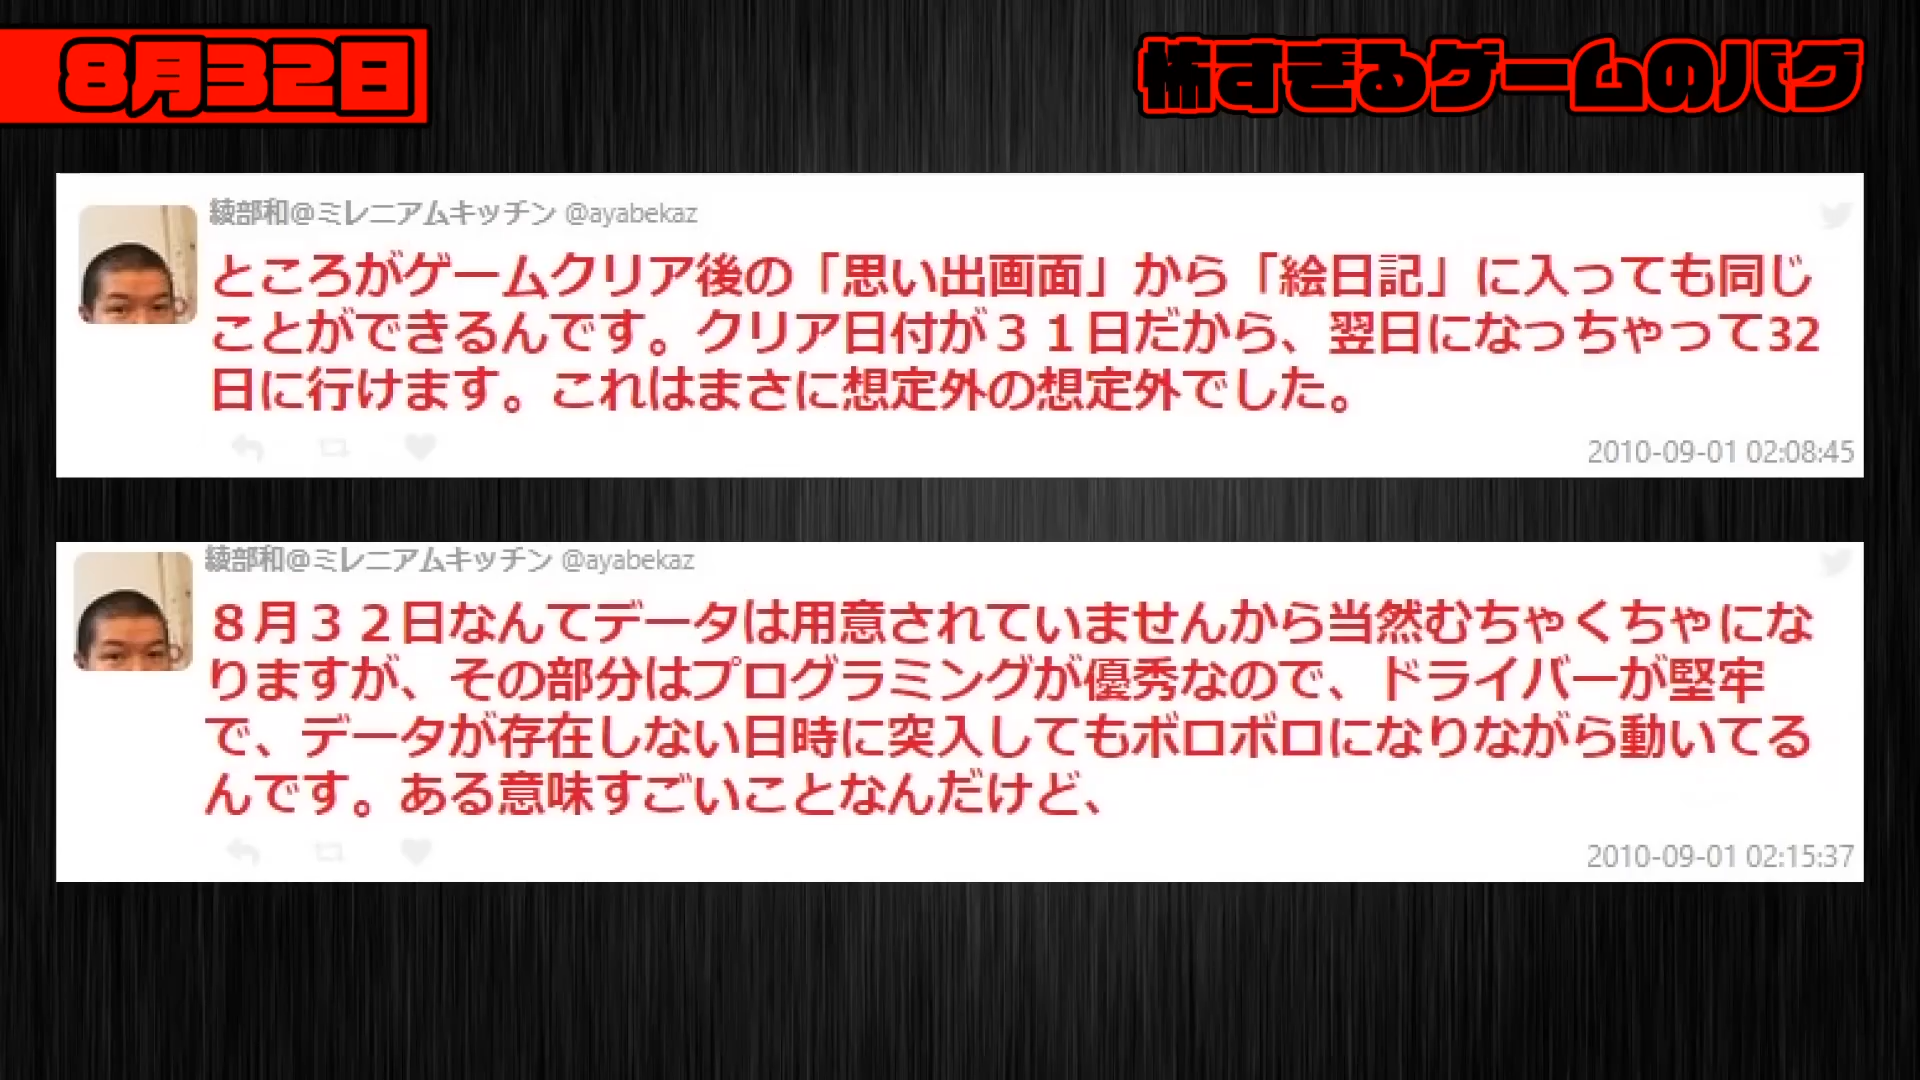 8月32日
怖すぎるゲームのバグ
綾部和@ミレニアムキッチン @ayabekaz
ところがゲームクリア後の「思い出画面」から「絵日記」に入っても同じ
ことができるんです。クリア日付が３１日だから、翌日になっちゃって32
日に行けます。これはまさに想定外の想定外でした。
2010-09-01 02:08:45
綾部和@ミレニアムキッチン @ayabekaz
８月３２日なんてデータは用意されていませんから当然むちゃくちゃにな
りますが、その部分はプログラミングが優秀なので、ドライバーが堅牢
で、データが存在しない日時に突入してもボロボロになりながら動いてる
んです。ある意味すごいことなんだけど、
2010-09-01 02:15:37